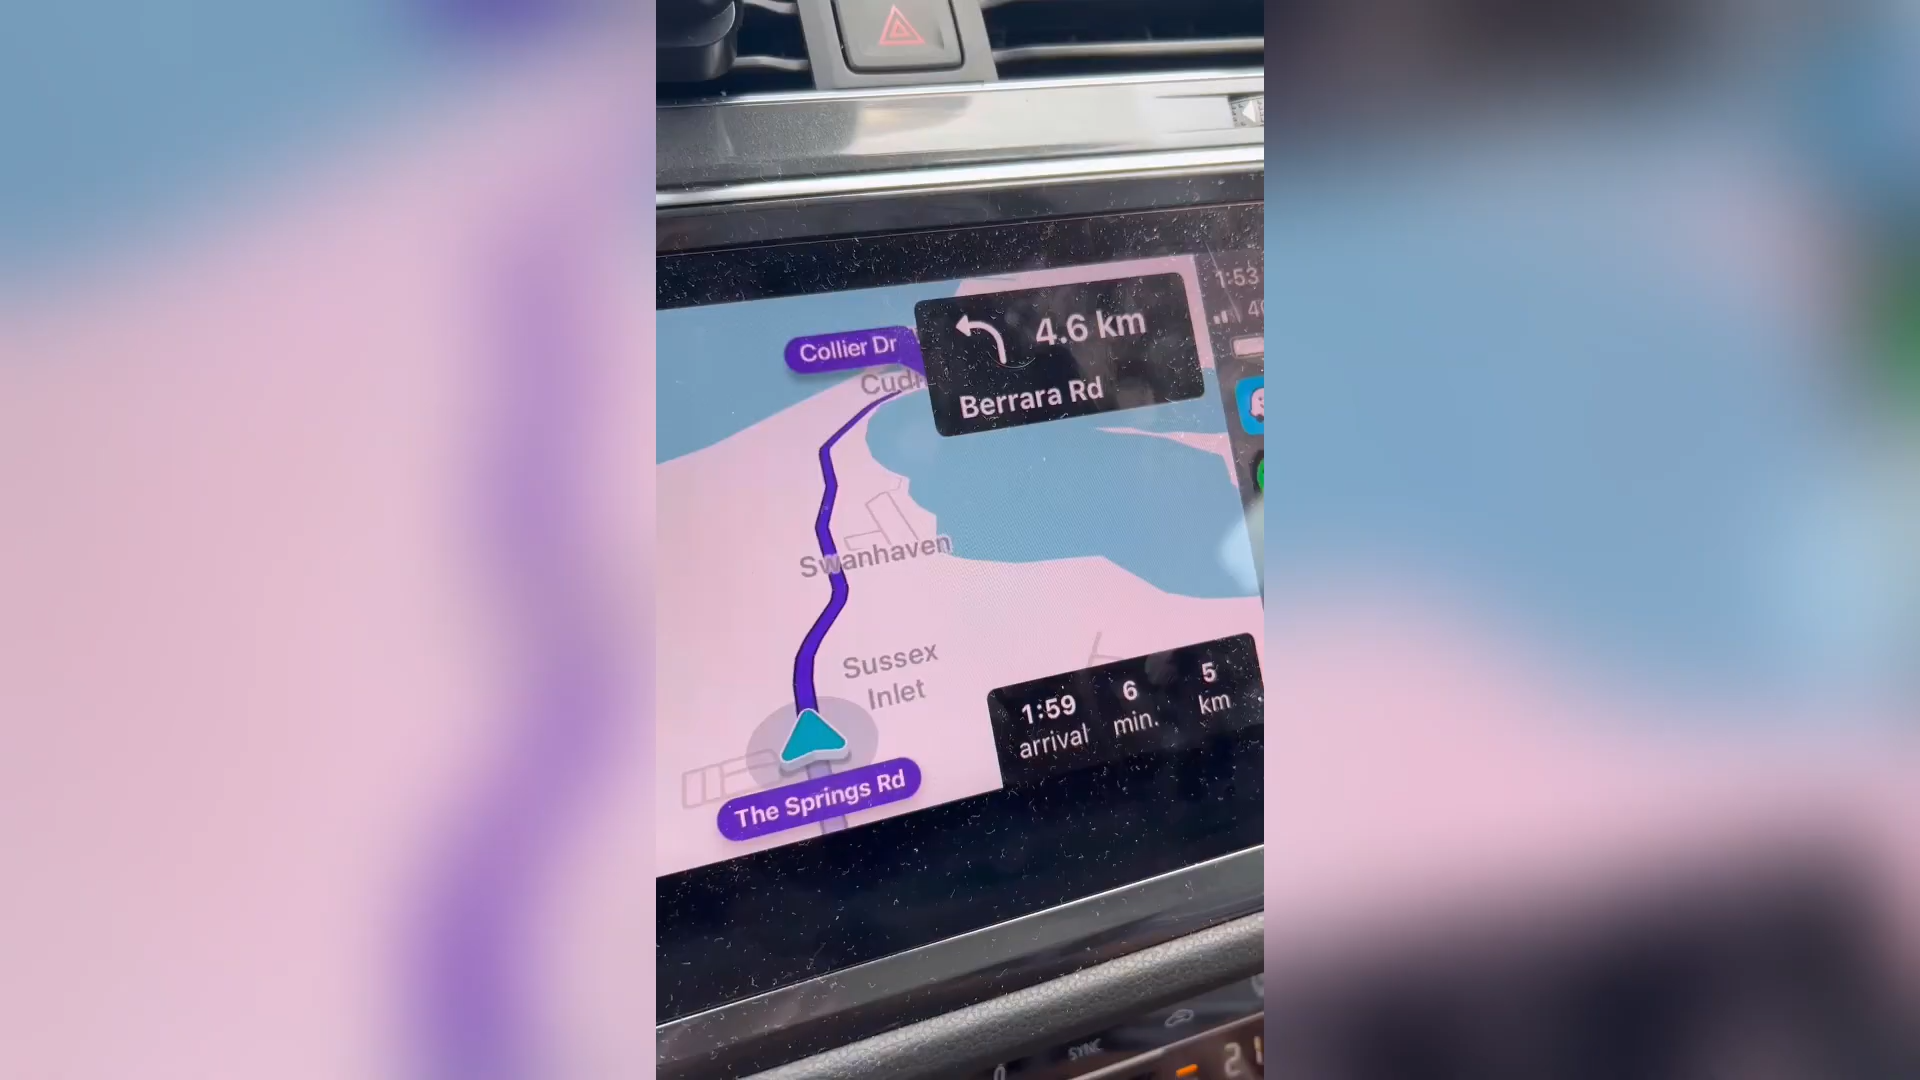 1:53
4.6 km
Collier Dr
Berrara Rd
Swanhaven
Sussex
Inlet
1:59
arrival
6
min.
5
km
The Springs Rd
SYNC